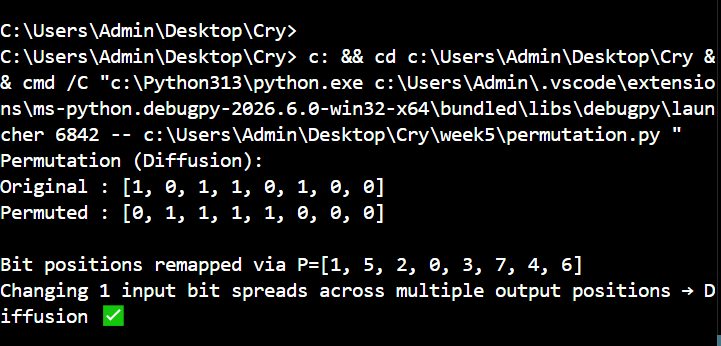 C:\Users\Admin\Desktop\Cry>
C:\Users\Admin\Desktop\Cry> c: && cd c:\Users\Admin\Desktop\Cry &
& cmd /C "c:\Python313\python.exe c:\Users\Admin\.vscode\extensio
ns\ms-python.debugpy-2026.6.0-win32-x64\bundled\libs\debugpy\laun
cher 6842 -- c:\Users\Admin\Desktop\Cry\week5\permutation.py "
Permutation (Diffusion):
Original : [1, 0, 1, 1, 0, 1, 0, 0]
Permuted : [0, 1, 1, 1, 1, 0, 0, 0]
Bit positions remapped via P=[1, 5, 2, 0, 3, 7, 4, 6]
Changing 1 input bit spreads across multiple output positions → D
iffusion ✅